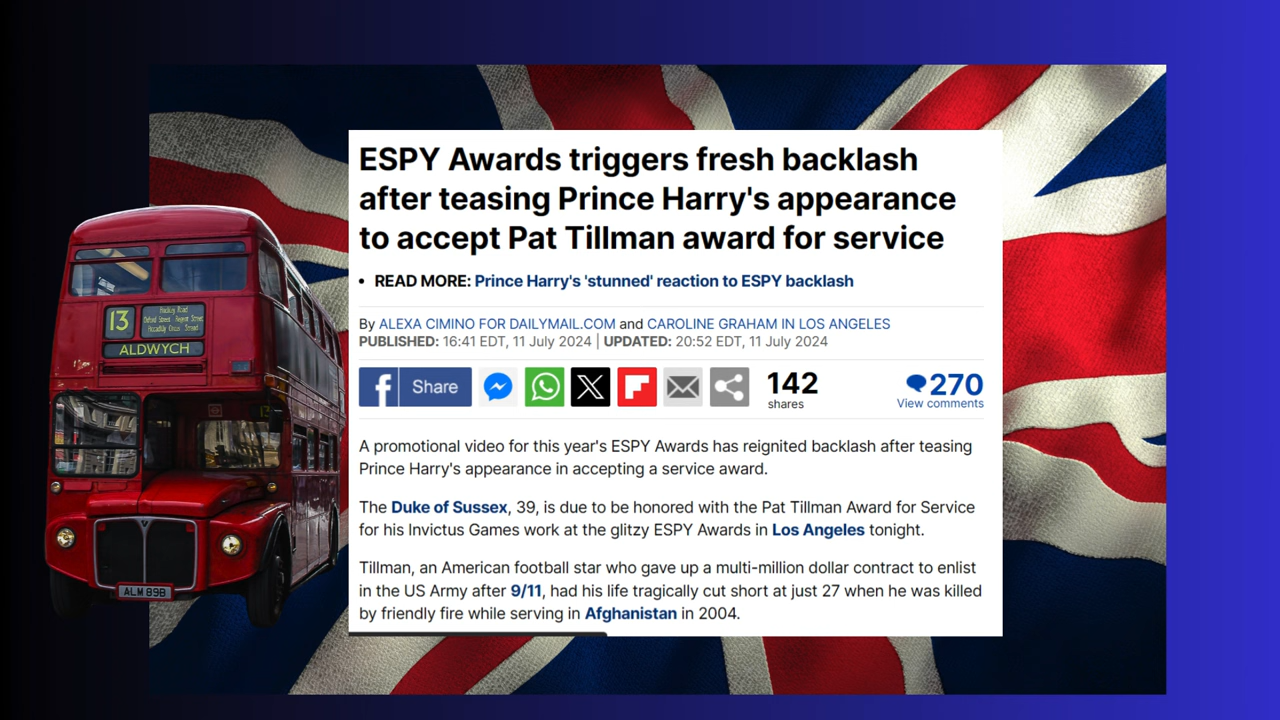 ESPY Awards triggers fresh backlash
after teasing Prince Harry's appearance
to accept Pat Tillman award for service
• READ MORE: Prince Harry's 'stunned' reaction to ESPY backlash
By ALEXA CIMINO FOR DAILYMAIL.COM and CAROLINE GRAHAM IN LOS ANGELES
PUBLISHED: 16:41 EDT, 11 July 2024 | UPDATED: 20:52 EDT, 11 July 2024
Share
142
shares
270
View comments
A promotional video for this year's ESPY Awards has reignited backlash after teasing
Prince Harry's appearance in accepting a service award.
The Duke of Sussex, 39, is due to be honored with the Pat Tillman Award for Service
for his Invictus Games work at the glitzy ESPY Awards in Los Angeles tonight.
Tillman, an American football star who gave up a multi-million dollar contract to enlist
in the US Army after 9/11, had his life tragically cut short at just 27 when he was killed
by friendly fire while serving in Afghanistan in 2004.
13
ALDWYCH
ALM 89B